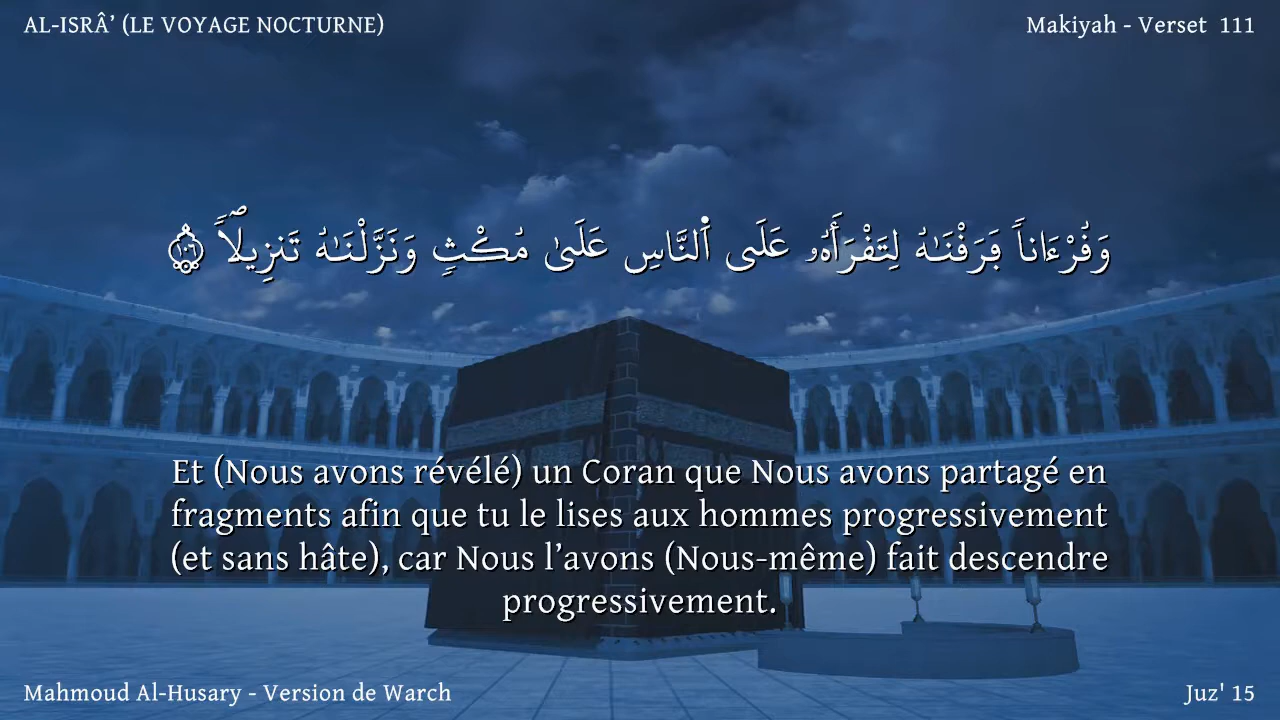 AL-ISRÂ’ (LE VOYAGE NOCTURNE)
Makiyah - Verset 111
وَقُرْءَاناٗ فَرَقْنَٰهُ لِتَقْرَأَهُۥ عَلَى اَ۬لنَّاسِ عَلَىٰ مُكْثٖ وَنَزَّلْنَٰهُ تَنزِيلاٗۖ ١٠٦
Et (Nous avons révélé) un Coran que Nous avons partagé en
fragments afin que tu le lises aux hommes progressivement
(et sans hâte), car Nous l’avons (Nous-même) fait descendre
progressivement.
Mahmoud Al-Husary - Version de Warch
Juz' 15